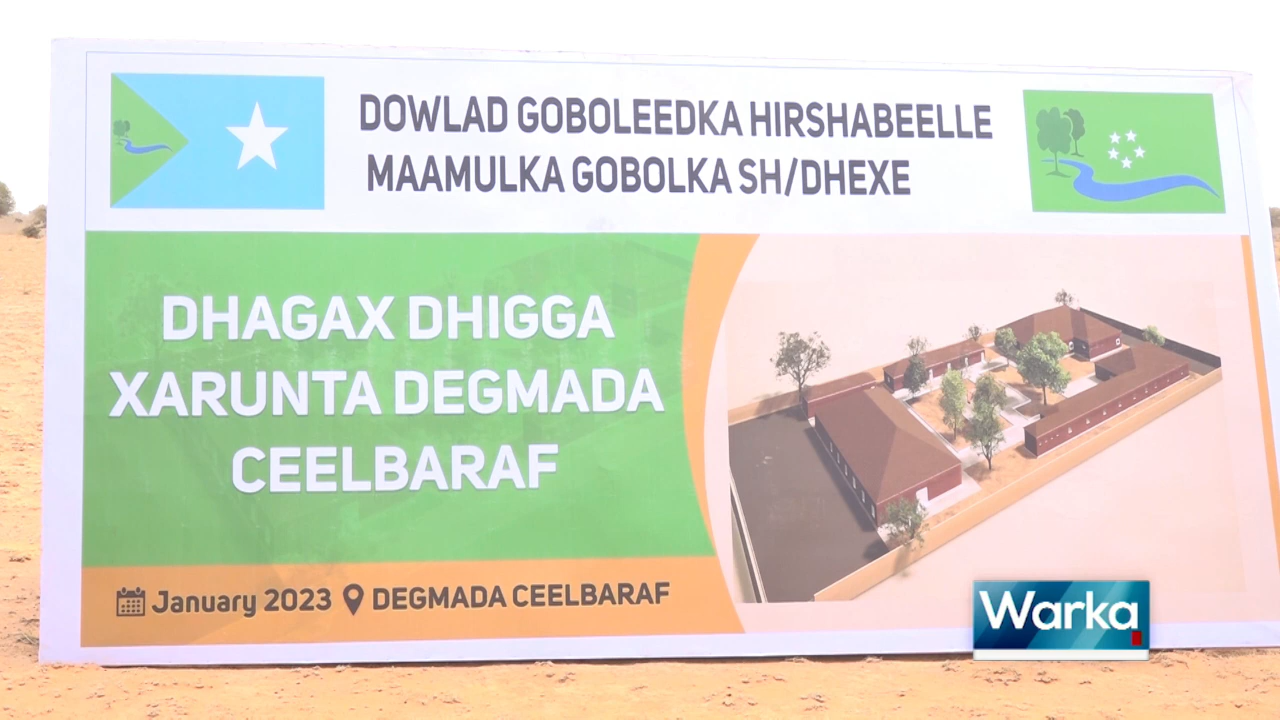 DOWLAD GOBOLEEDKA HIRSHABEELLE
MAAMULKA GOBOLKA SH/DHEXE
DHAGAX DHIGGA
XARUNTA DEGMADA
CEELBARAF
January 2023 DEGMADA CEELBARAF
Warka